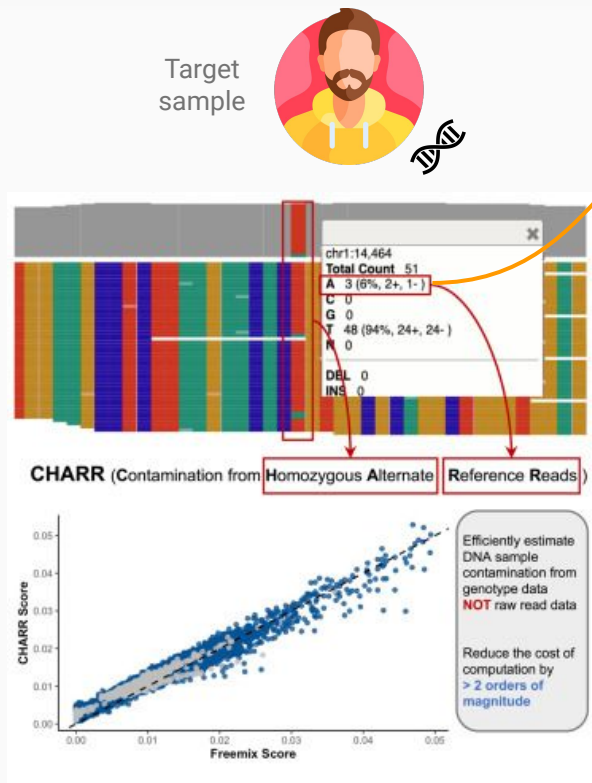 Target
sample
chr1:14,464
Total Count 51
A 3 (6%, 2+, 1- )
C 0
G 0
T 48 (94%, 24+, 24- )
N 0
DEL 0
INS 0
CHARR (Contamination from Homozygous Alternate Reference Reads )
CHARR Score
0.05
0.04
0.03
0.02
0.01
0.00
0.00 0.01 0.02 0.03 0.04 0.05
Freemix Score
Efficiently estimate
DNA sample
contamination from
genotype data
NOT raw read data
Reduce the cost of
computation by
> 2 orders of
magnitude